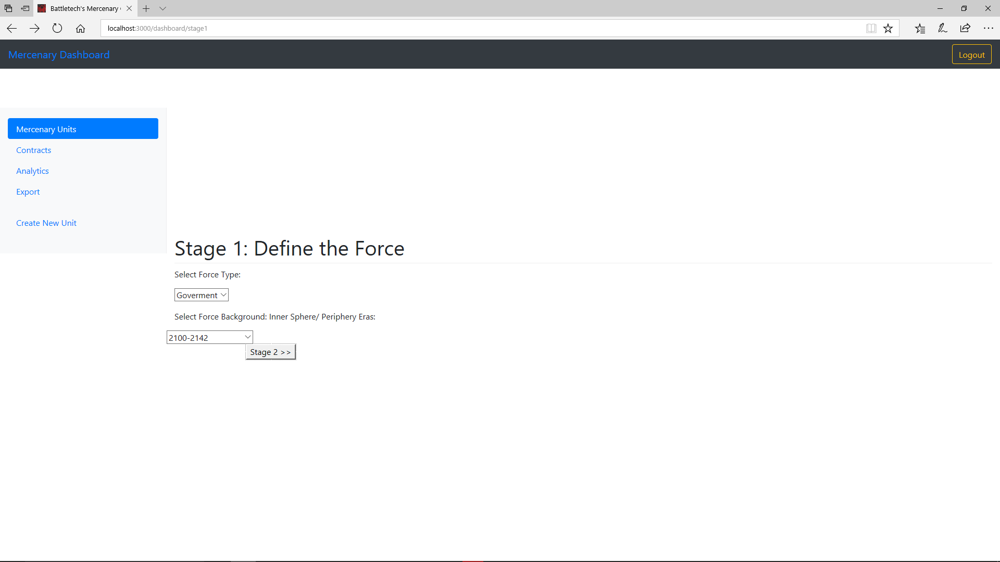 Battletech's Mercenary
localhost:3000/dashboard/stage1
Mercenary Dashboard
Logout
Mercenary Units
Contracts
Analytics
Export
Create New Unit
Stage 1: Define the Force
Select Force Type:
Goverment
Select Force Background: Inner Sphere/ Periphery Eras:
2100-2142
Stage 2 >>